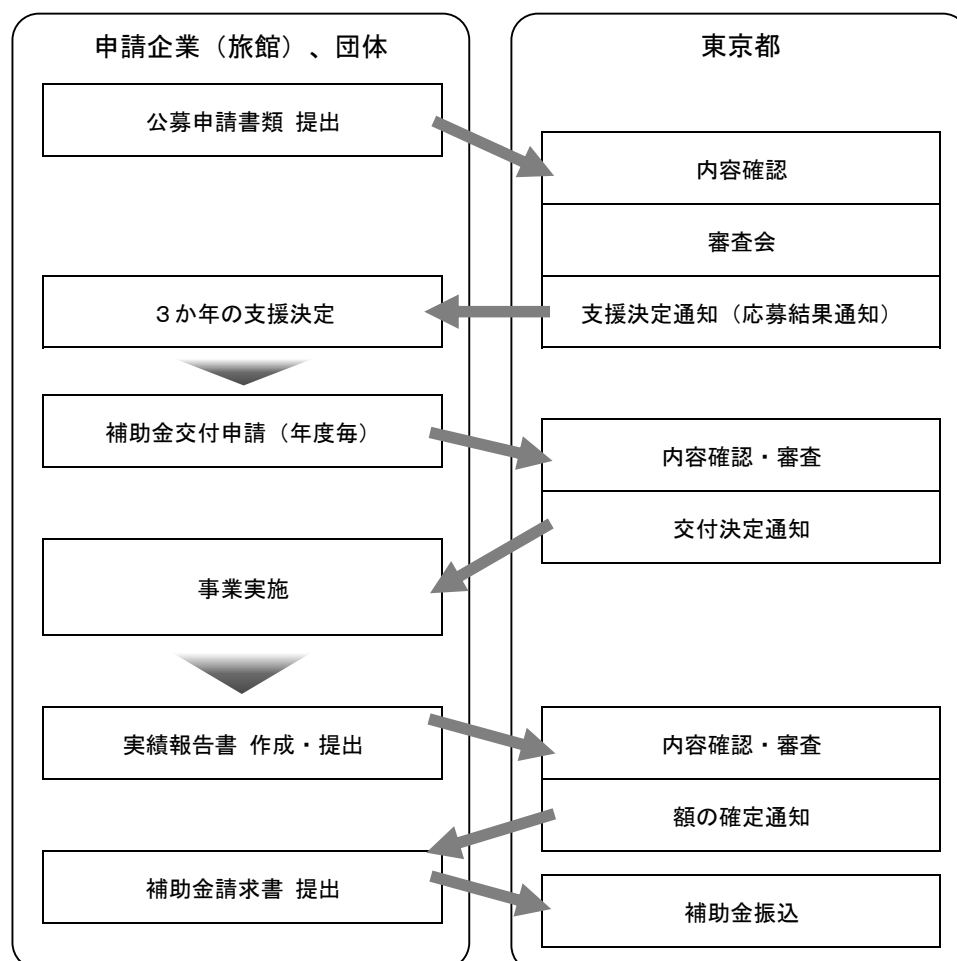 申請企業（旅館）、団体
東京都
公募申請書類 提出
内容確認
審査会
３か年の支援決定
支援決定通知（応募結果通知）
補助金交付申請（年度毎）
内容確認・審査
交付決定通知
事業実施
実績報告書 作成・提出
内容確認・審査
額の確定通知
補助金請求書 提出
補助金振込